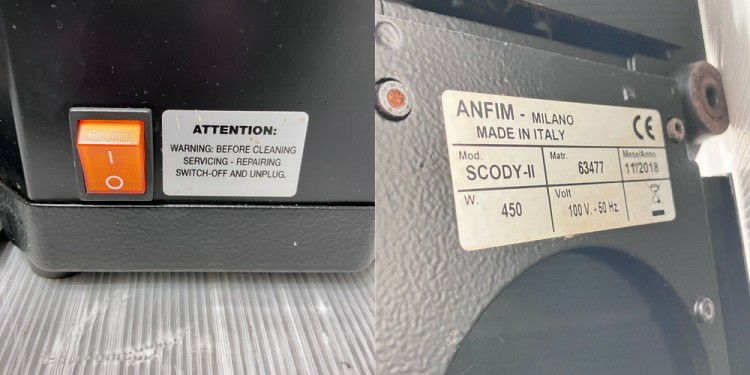 I
O
ATTENTION:
WARNING: BEFORE CLEANING
SERVICING - REPAIRING
SWITCH-OFF AND UNPLUG.
ANFIM - MILANO
MADE IN ITALY
CE
Mod.
SCODY-II
Matr.
63477
Mese/Anno
11/2018
W.
450
Volt
100 V. - 50 Hz.